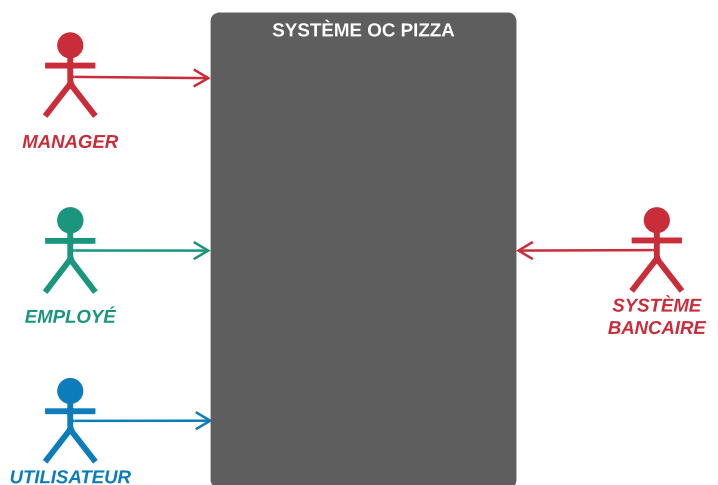 SYSTÈME OC PIZZA
MANAGER
EMPLOYÉ
SYSTÈME
BANCAIRE
UTILISATEUR